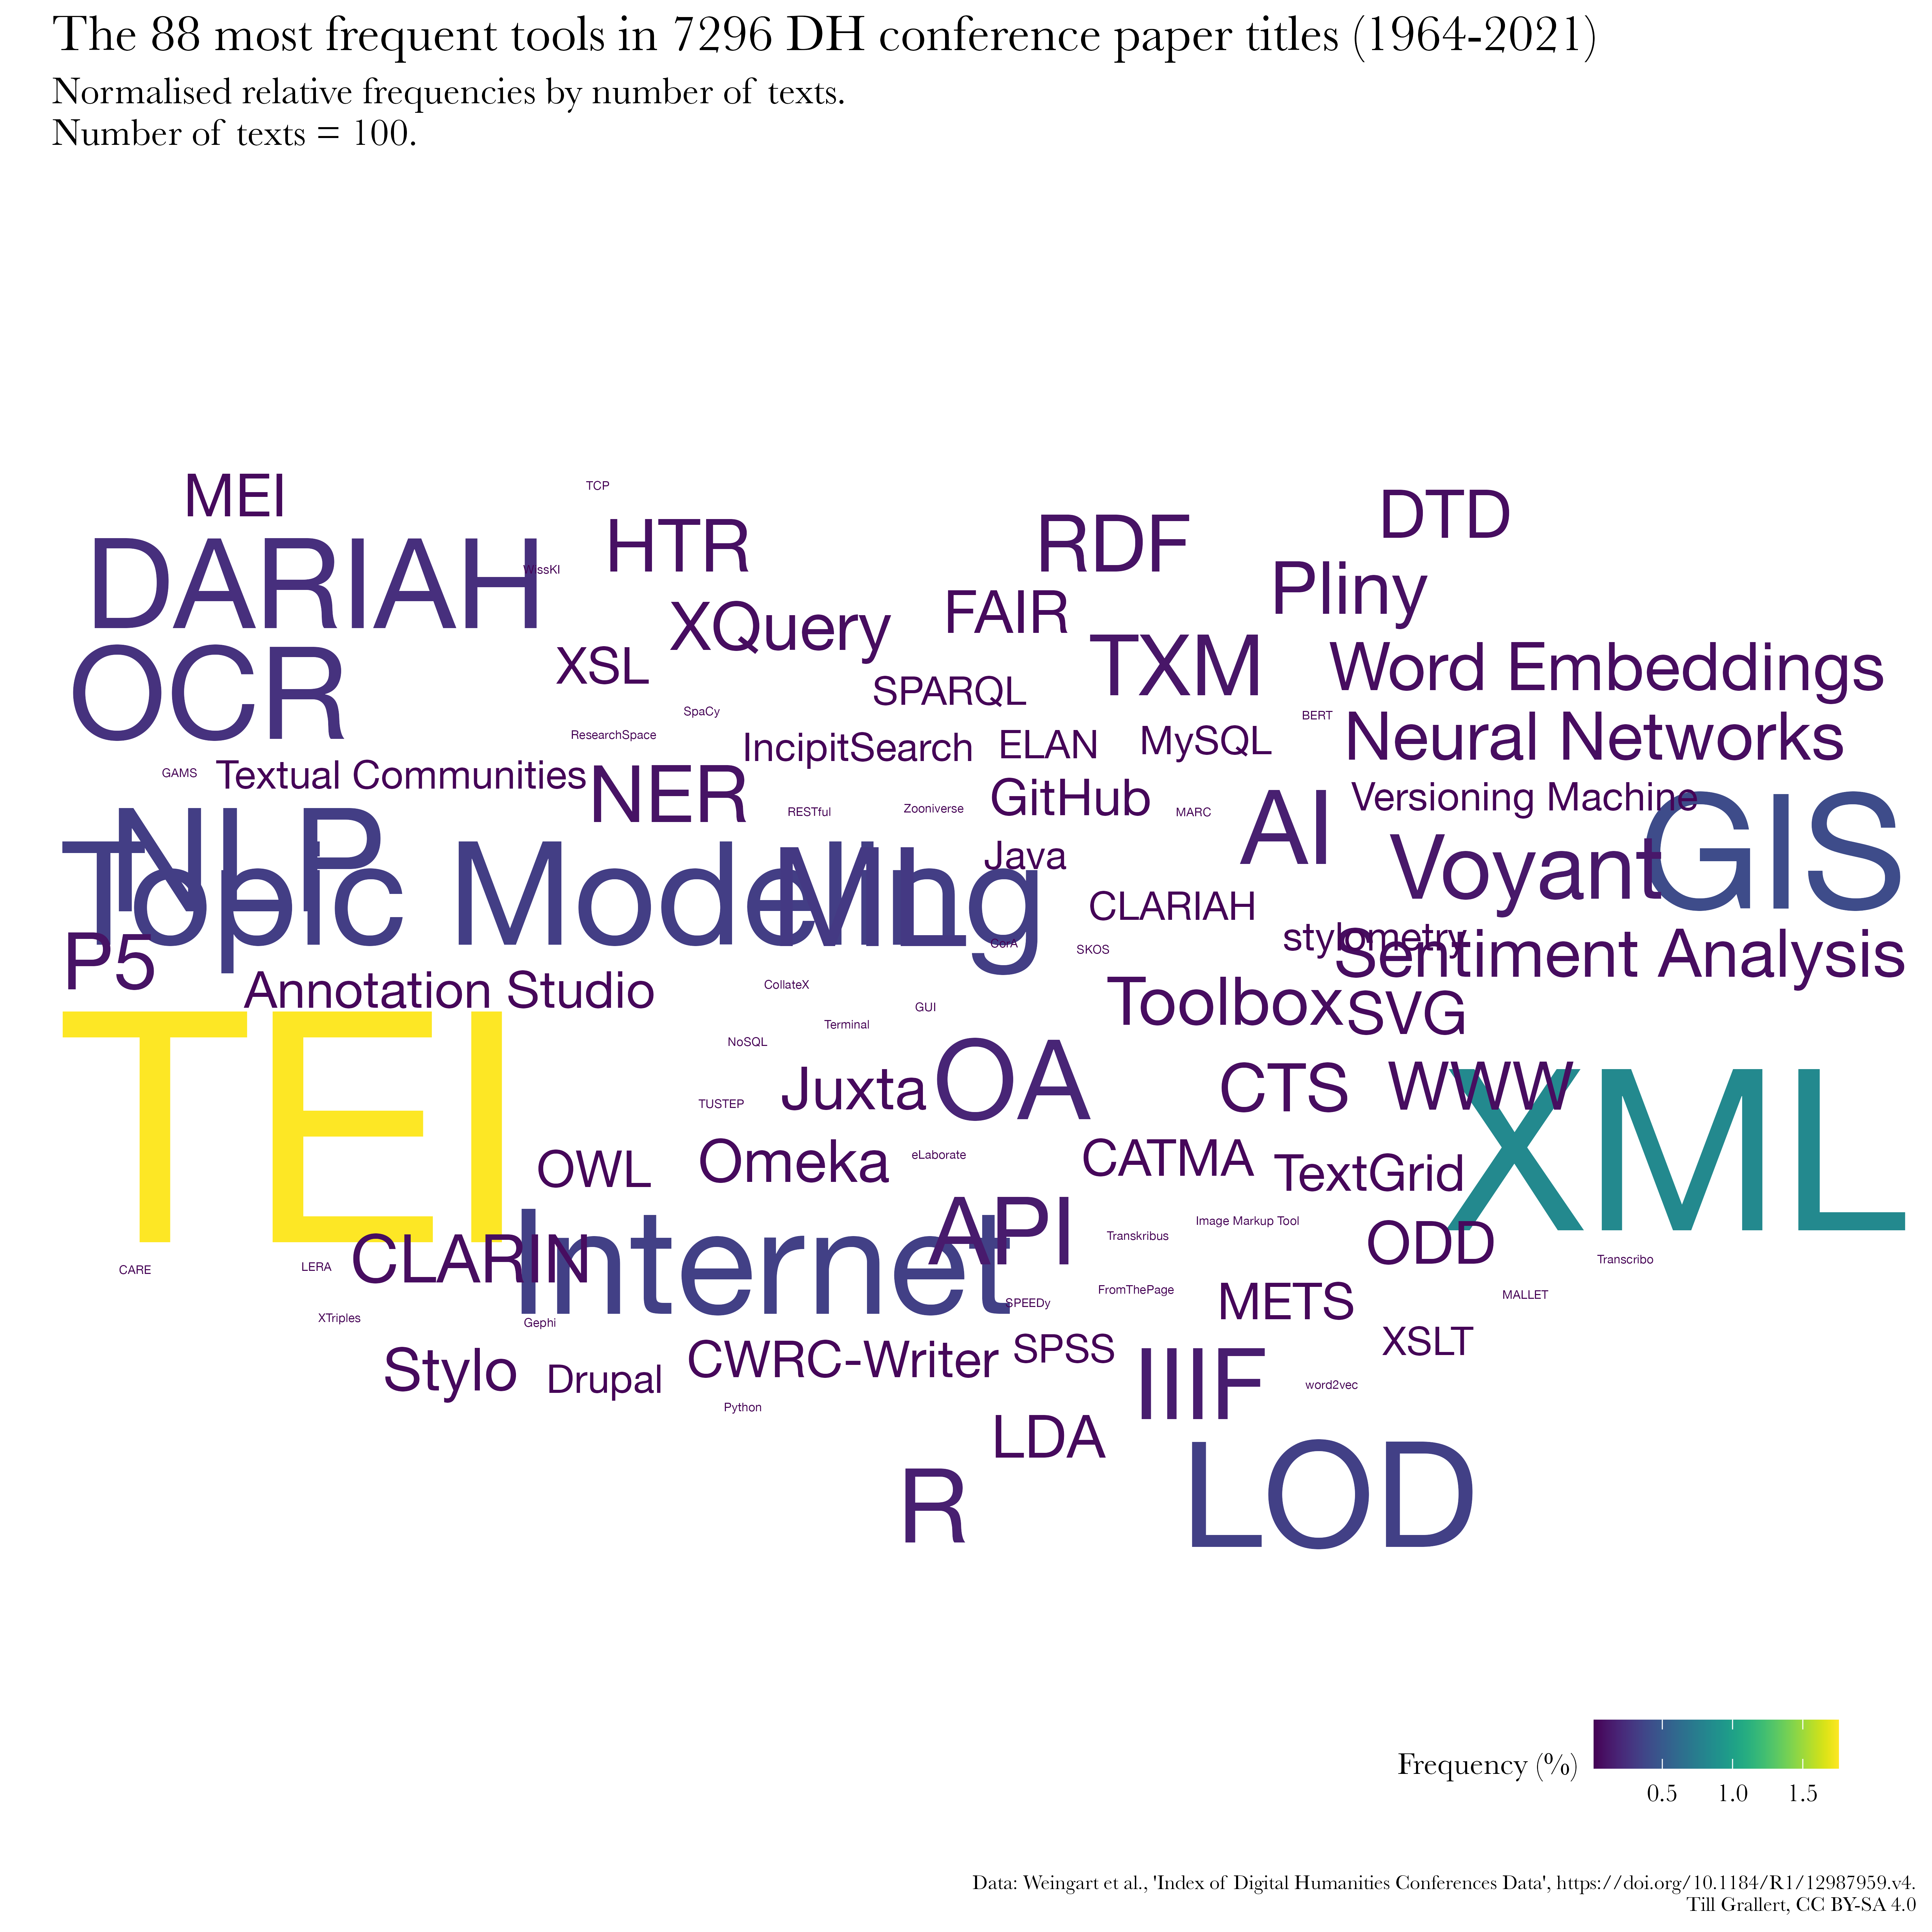 The 88 most frequent tools in 7296 DH conference paper titles (1964-2021)
Normalised relative frequencies by number of texts.
Number of texts = 100.
MEI
TCP
DTD
DARIAH
WissKI
HTR
RDF
Pliny
XQuery
FAIR
OCR
XSL
TXM
Word Embeddings
SPARQL
SpaCy
BERT
ResearchSpace
IncipitSearch
ELAN
MySQL
Neural Networks
GAMS
Textual Communities
NER
GitHub
Versioning Machine
RESTful
Zooniverse
MARC
AI
GIS
NLP
Voyant
Java
Topic Modeling
ML
CLARIAH
stylometry
CorA
SKOS
P5
Sentiment Analysis
Annotation Studio
CollateX
GUI
Toolbox
SVG
Terminal
NoSQL
TEI
Juxta
OA
CTS
WWW
TUSTEP
XML
OWL
Omeka
eLaborate
CATMA
TextGrid
API
Image Markup Tool
Transkribus
ODD
CLARIN
Internet
CARE
LERA
Transcribo
FromThePage
SPEEDy
METS
MALLET
XTriples
Gephi
Stylo
Drupal
CWRC-Writer
SPSS
XSLT
IIIF
word2vec
Python
LDA
R
LOD
Frequency (%)
0.5 1.0 1.5
Data: Weingart et al., 'Index of Digital Humanities Conferences Data', https://doi.org/10.1184/R1/12987959.v4.
Till Grallert, CC BY-SA 4.0